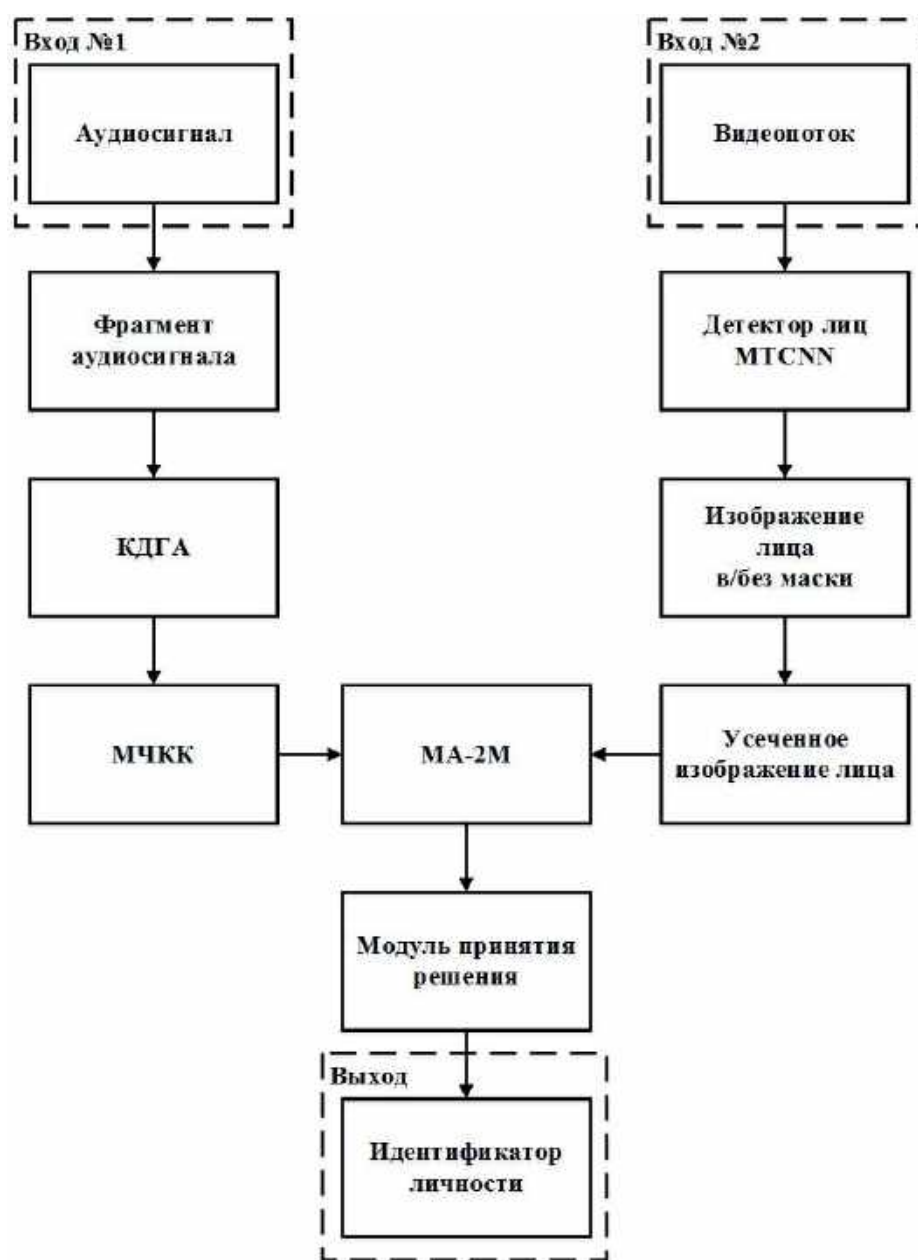 Вход №1
Аудиосигнал
Фрагмент
аудиосигнала
КДГА
МЧКК
Вход №2
Видеопоток
Детектор лиц
MTCNN
Изображение
лица
в/без маски
Усеченное
изображение лица
МА-2М
Модуль принятия
решения
Выход
Идентификатор
личности